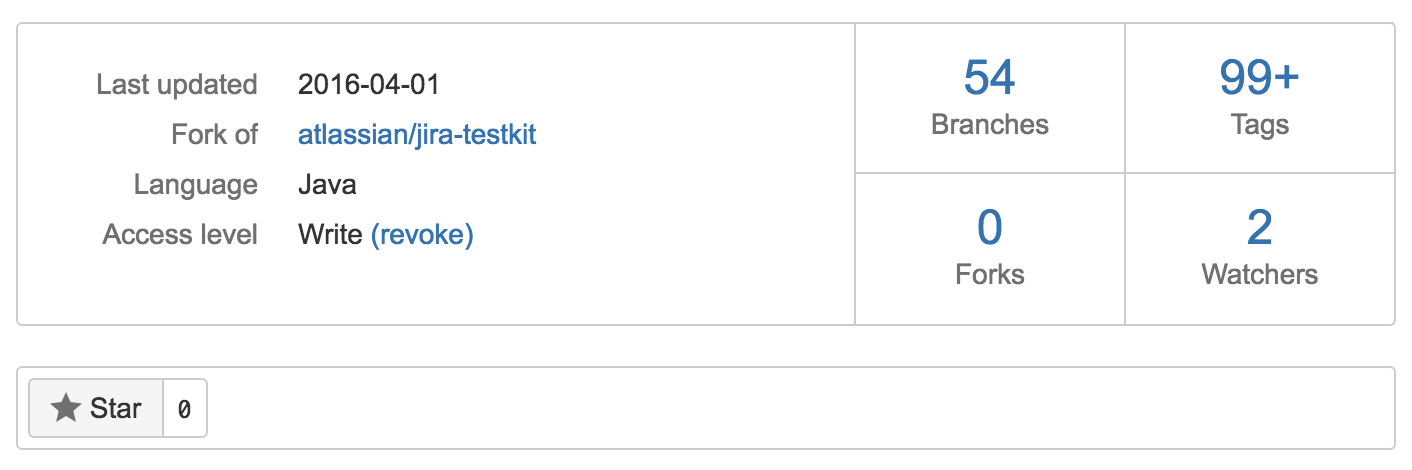 Last updated 2016-04-01
Fork of atlassian/jira-testkit
Language Java
Access level Write (revoke)
54 99+
Branches Tags
0 2
Forks Watchers
Star 0